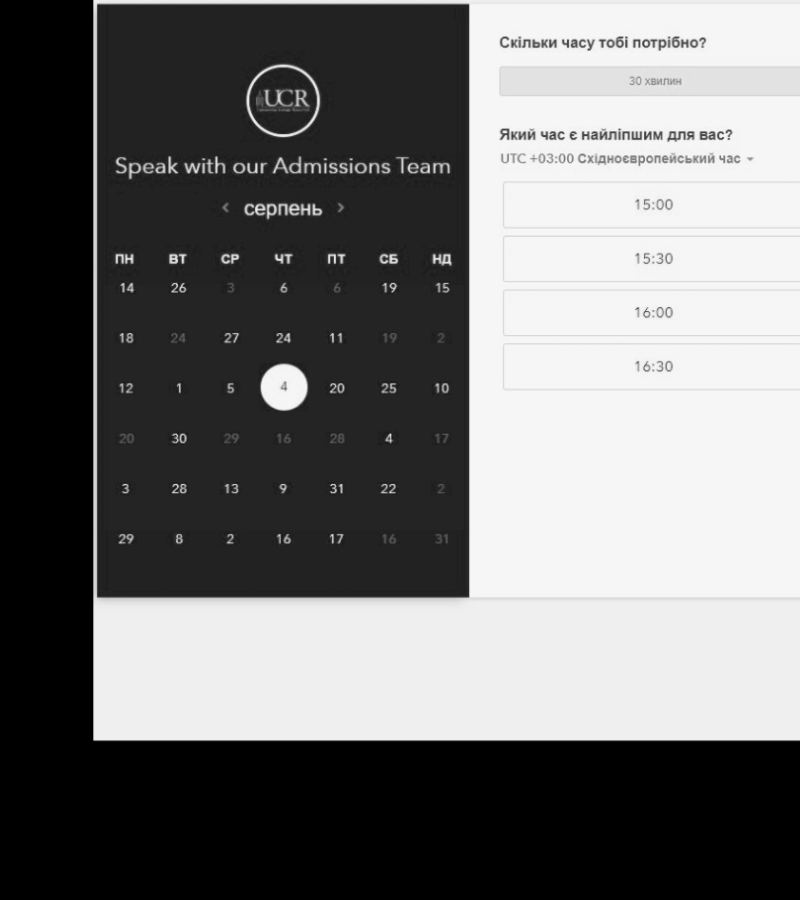 UCR
Speak with our Admissions Team
< серпень >
ПН ВТ СР ЧТ ПТ СБ НД
14 26 3 6 6 19 15
18 24 27 24 11 19 2
12 1 5 4 20 25 10
20 30 29 16 28 4 17
3 28 13 9 31 22 2
29 8 2 16 17 16 31
Скільки часу тобі потрібно?
30 хвилин
Який час є найліпшим для вас?
UTC +03:00 Східноєвропейський час
15:00
15:30
16:00
16:30